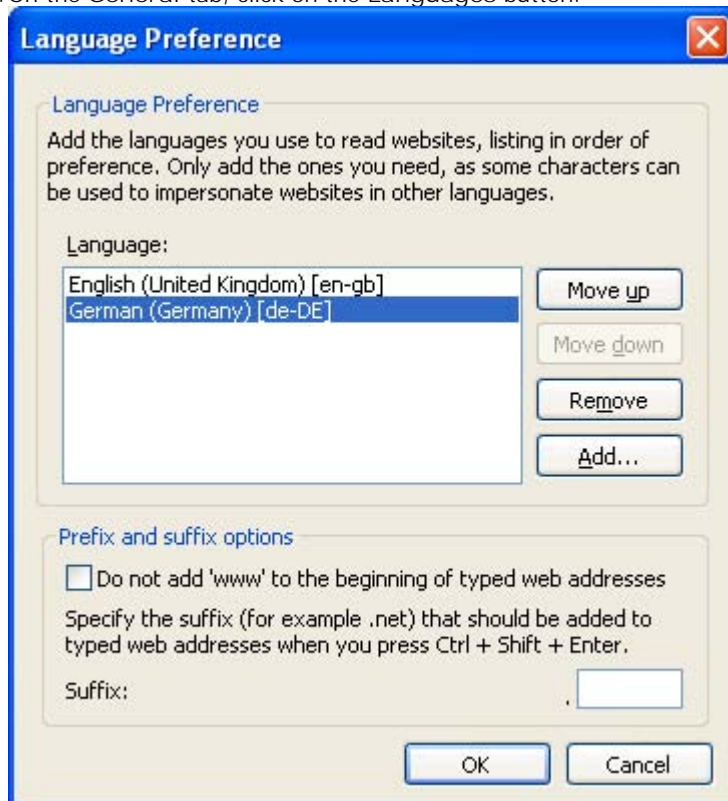 On the General tab, click on the Languages button.
Language Preference
Language Preference
Add the languages you use to read websites, listing in order of
preference. Only add the ones you need, as some characters can
be used to impersonate websites in other languages.
Language:
English (United Kingdom) [en-gb]
German (Germany) [de-DE]
Move up
Move down
Remove
Add...
Prefix and suffix options
Do not add 'www' to the beginning of typed web addresses
Specify the suffix (for example .net) that should be added to
typed web addresses when you press Ctrl + Shift + Enter.
Suffix:
.
OK
Cancel